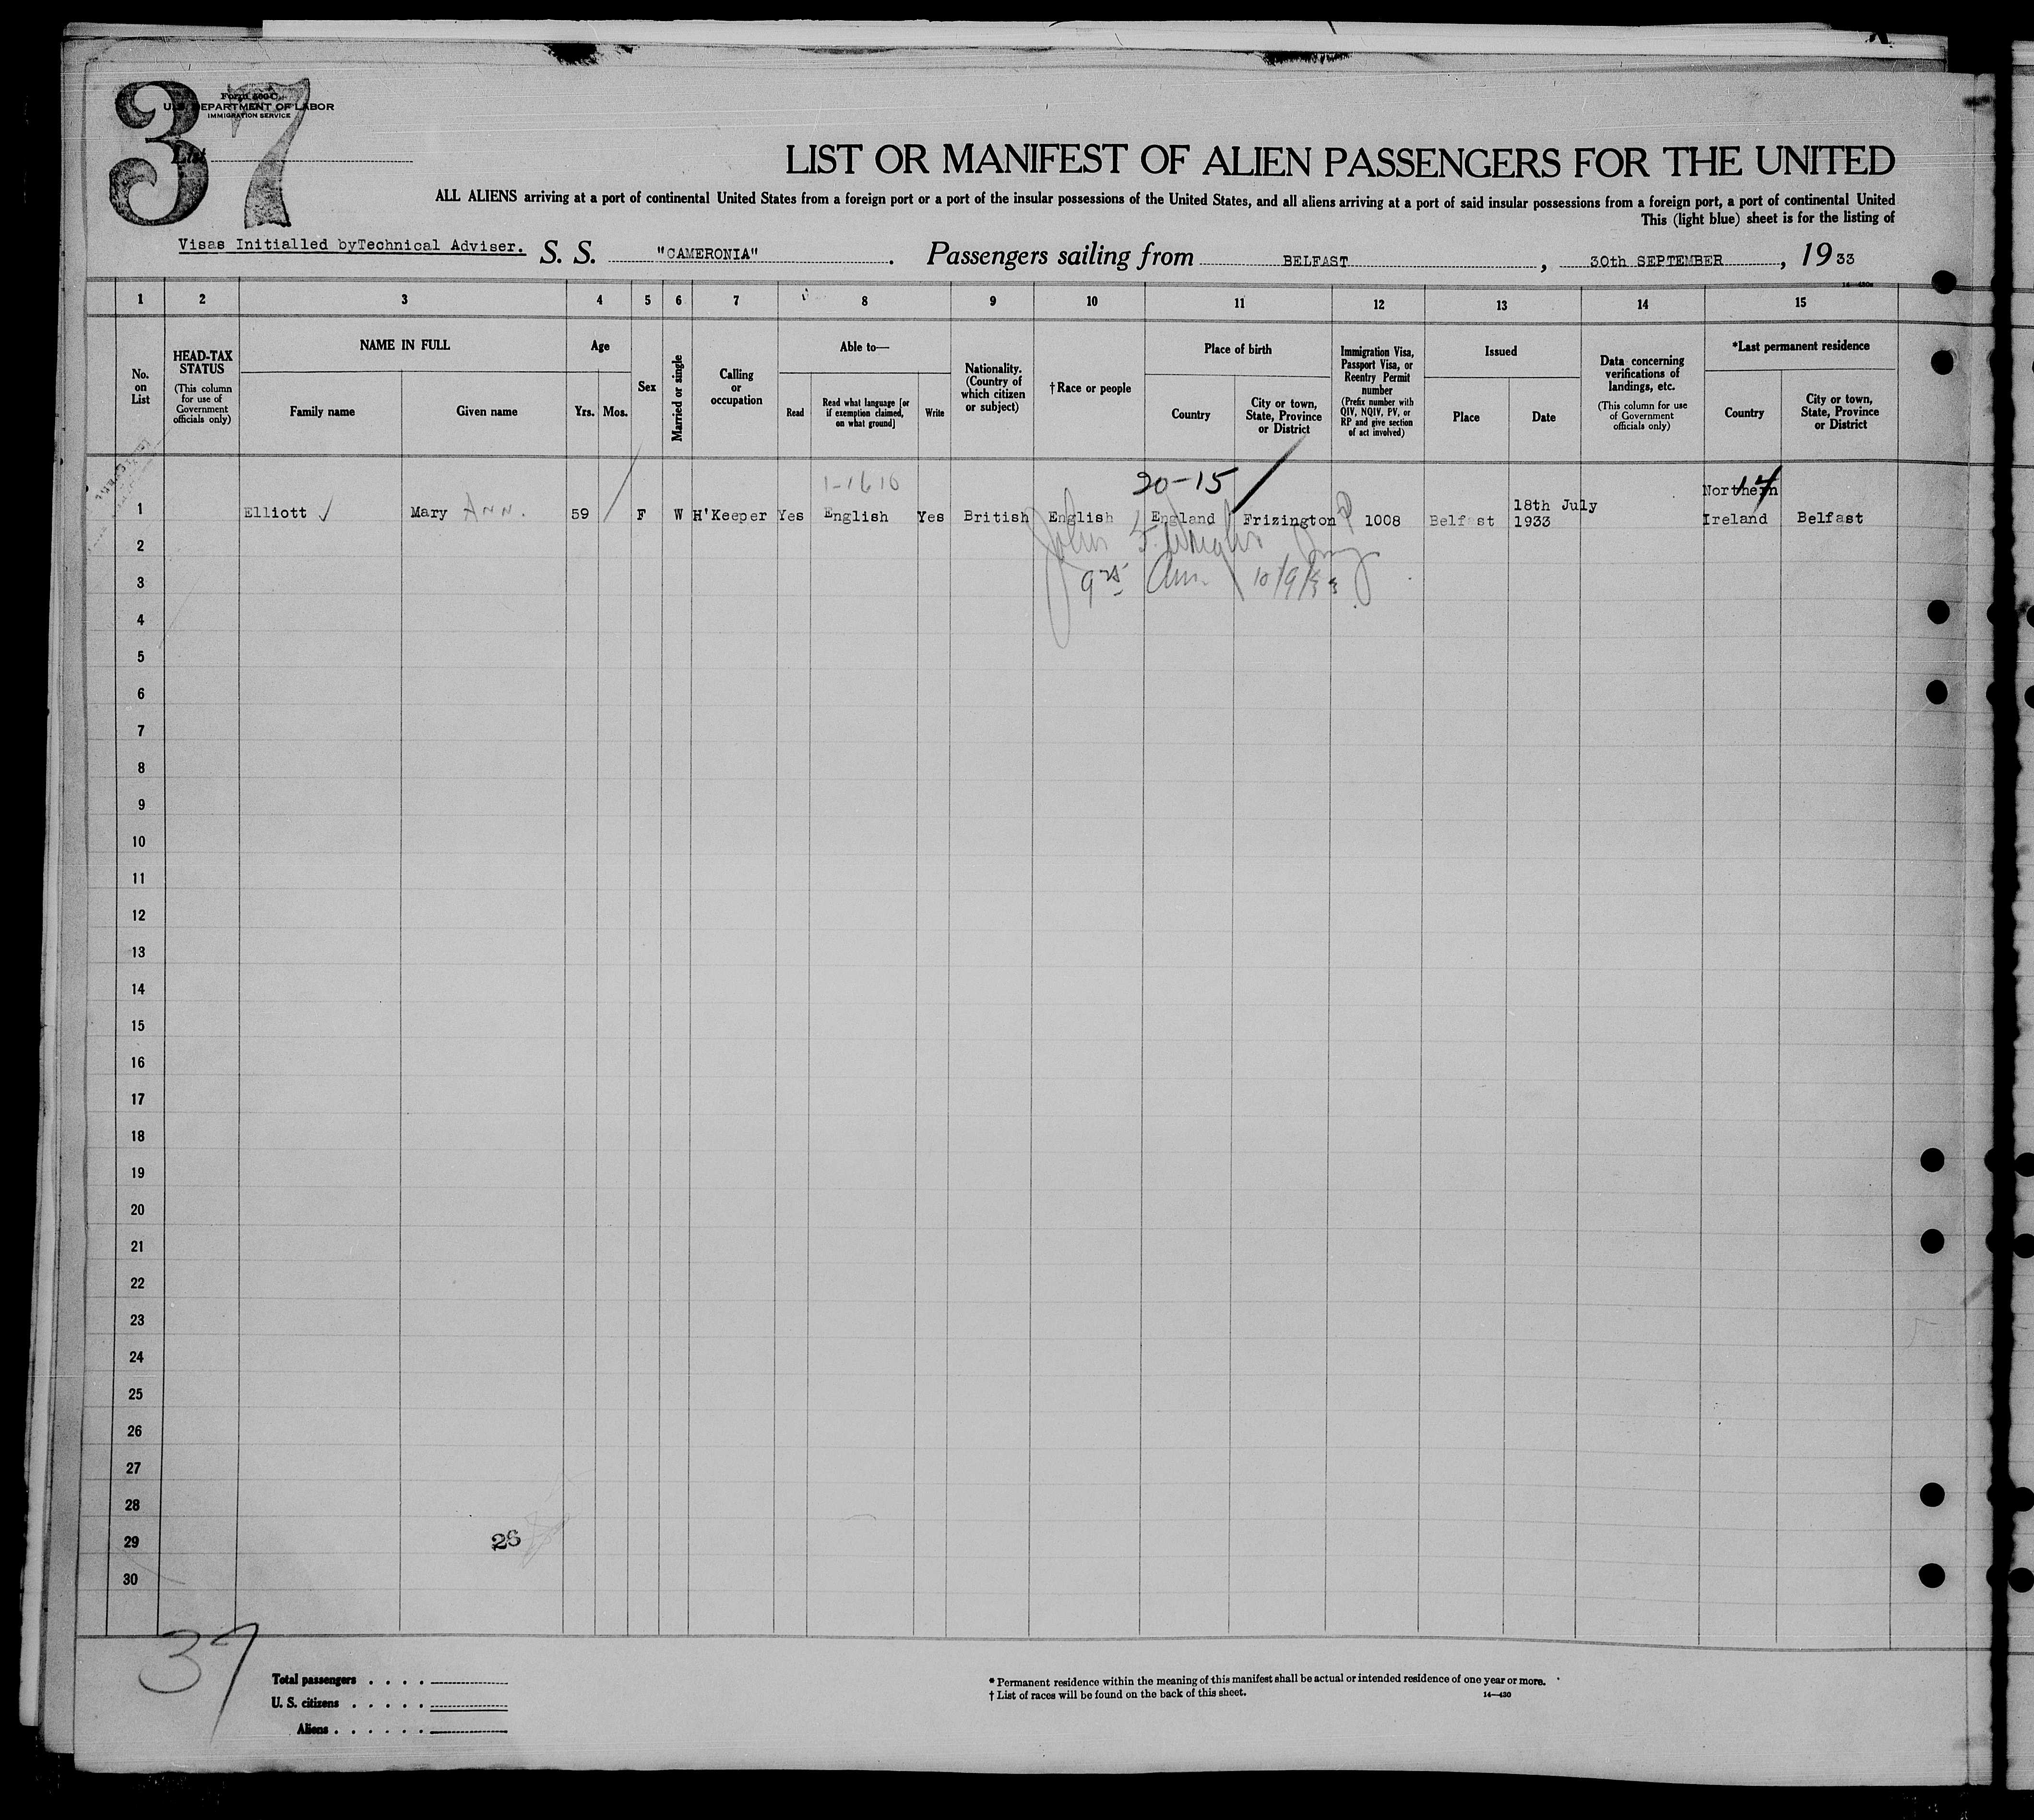 37
Form 500 C
U. S. DEPARTMENT OF LABOR
IMMIGRATION SERVICE
List
LIST OR MANIFEST OF ALIEN PASSENGERS FOR THE UNITED
ALL ALIENS arriving at a port of continental United States from a foreign port or a port of the insular possessions of the United States, and all aliens arriving at a port of said insular possessions from a foreign port, a port of continental United
This (light blue) sheet is for the listing of
Visas Initialled byTechnical Adviser. S. S. "CAMERONIA". Passengers sailing from BELFAST, 30th SEPTEMBER, 19 33
1 2 3 4 5 6 7 8 9 10 11 12 13 14 15
No. on List
HEAD-TAX STATUS
(This column for use of Government officials only)
NAME IN FULL
Family name Given name
Age
Yrs. Mos.
Sex
Married or single
Calling or occupation
Able to—
Read
Read what language [or if exemption claimed, on what ground]
Write
Nationality. (Country of which citizen or subject)
†Race or people
Place of birth
Country
City or town, State, Province or District
Immigration Visa, Passport Visa, or Reentry Permit number
(Prefix number with QIV, NQIV, PV, or RP and give section of act involved)
Issued
Place Date
Data concerning verifications of landings, etc.
(This column for use of Government officials only)
*Last permanent residence
Country
City or town, State, Province or District
1-1610 20-15 14
1 Elliott ✓ Mary Ann. 59 F W H'Keeper Yes English Yes British English England Frizington P 1008 Belfast 18th July 1933 Northern Ireland Belfast
2 John
3 9 25 Am. 10/9/33
4
5
6
7
8
9
10
11
12
13
14
15
16
17
18
19
20
21
22
23
24
25
26
27
28
29 26
30
37
Total passengers . . . .
U. S. citizens . . . . .
Aliens . . . . . .
* Permanent residence within the meaning of this manifest shall be actual or intended residence of one year or more.
† List of races will be found on the back of this sheet. 14—430